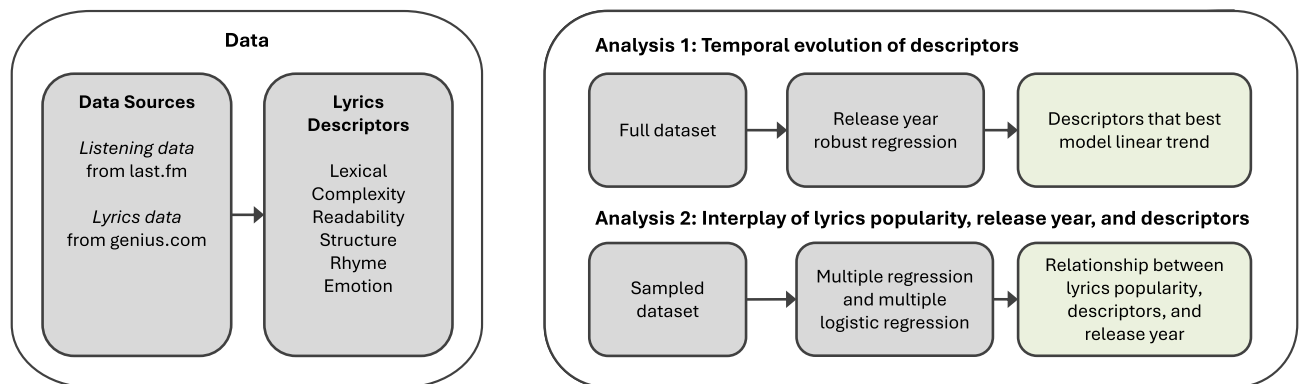 Data
Data Sources
Listening data
from last.fm
Lyrics data
from genius.com
Lyrics
Descriptors
Lexical
Complexity
Readability
Structure
Rhyme
Emotion
Analysis 1: Temporal evolution of descriptors
Full dataset
Release year
robust regression
Descriptors that best
model linear trend
Analysis 2: Interplay of lyrics popularity, release year, and descriptors
Sampled
dataset
Multiple regression
and multiple
logistic regression
Relationship between
lyrics popularity,
descriptors, and
release year